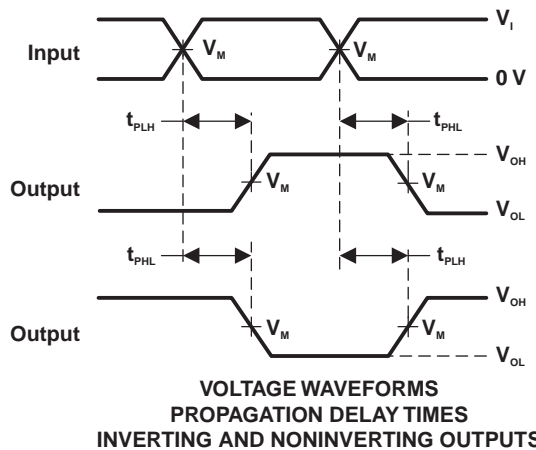 V_I
Input
V_M
V_M
0 V
t_PLH
t_PHL
V_OH
Output
V_M
V_M
V_OL
t_PHL
t_PLH
V_OH
Output
V_M
V_M
V_OL
VOLTAGE WAVEFORMS
PROPAGATION DELAY TIMES
INVERTING AND NONINVERTING OUTPUTS